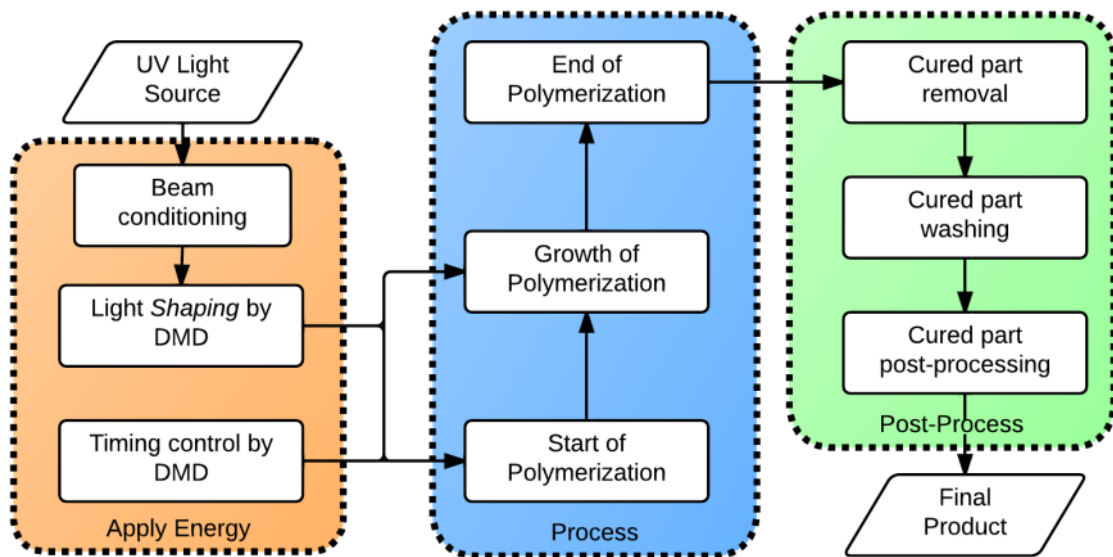 UV Light
Source
Beam
conditioning
Light Shaping by
DMD
Timing control by
DMD
Apply Energy
End of
Polymerization
Growth of
Polymerization
Start of
Polymerization
Process
Cured part
removal
Cured part
washing
Cured part
post-processing
Post-Process
Final
Product